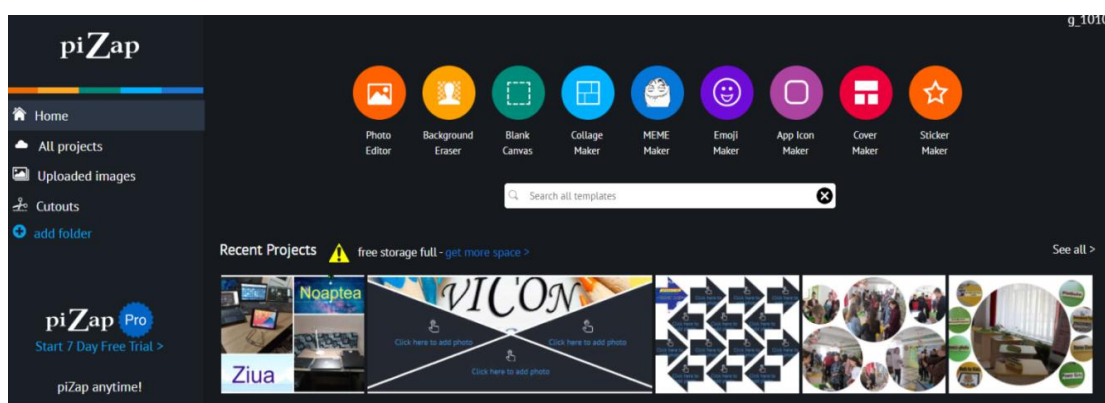 g_1010
piZap
Home
All projects
Uploaded images
Cutouts
add folder
piZap Pro
Start 7 Day Free Trial >
piZap anytime!
Photo Editor
Background Eraser
Blank Canvas
Collage Maker
MEME Maker
Emoji Maker
App Icon Maker
Cover Maker
Sticker Maker
Search all templates
Recent Projects
free storage full - get more space >
See all >
Noaptea
Ziua
VICON
Click here to add photo
Click here to add photo
Click here to add photo